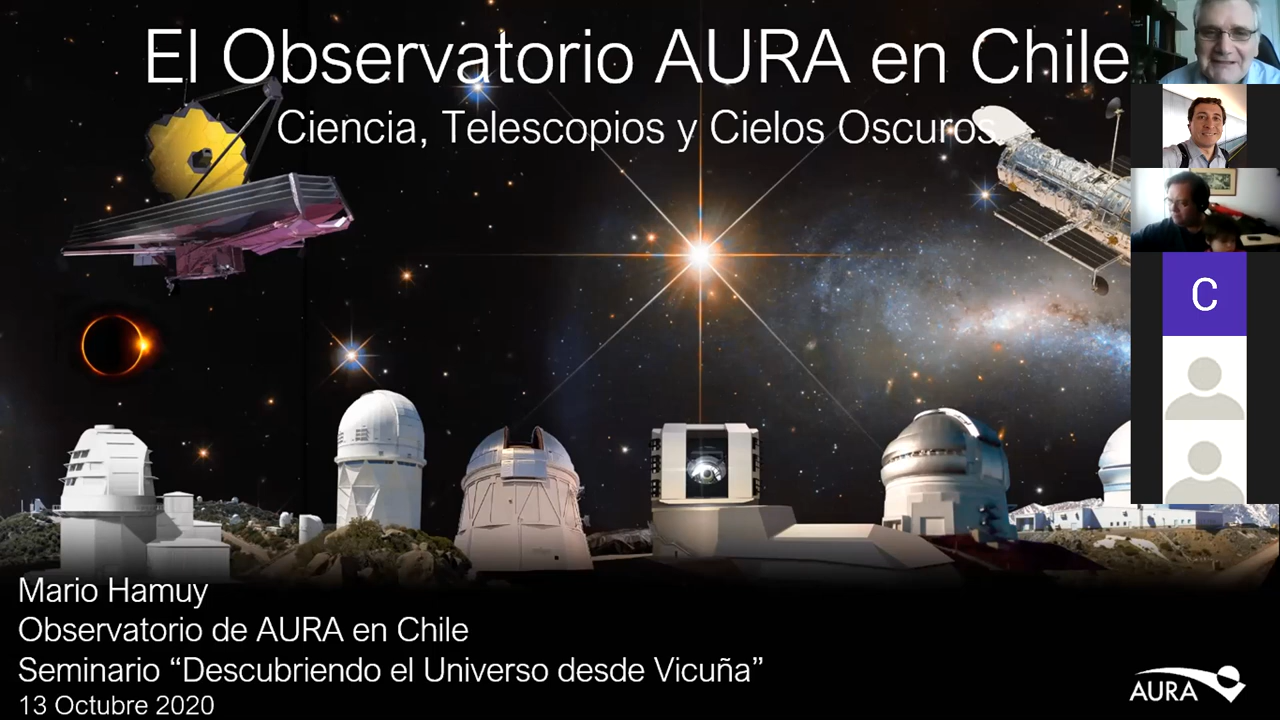 El Observatorio AURA en Chile
Ciencia, Telescopios y Cielos Oscuros
C
Mario Hamuy
Observatorio de AURA en Chile
Seminario “Descubriendo el Universo desde Vicuña”
13 Octubre 2020
AURA